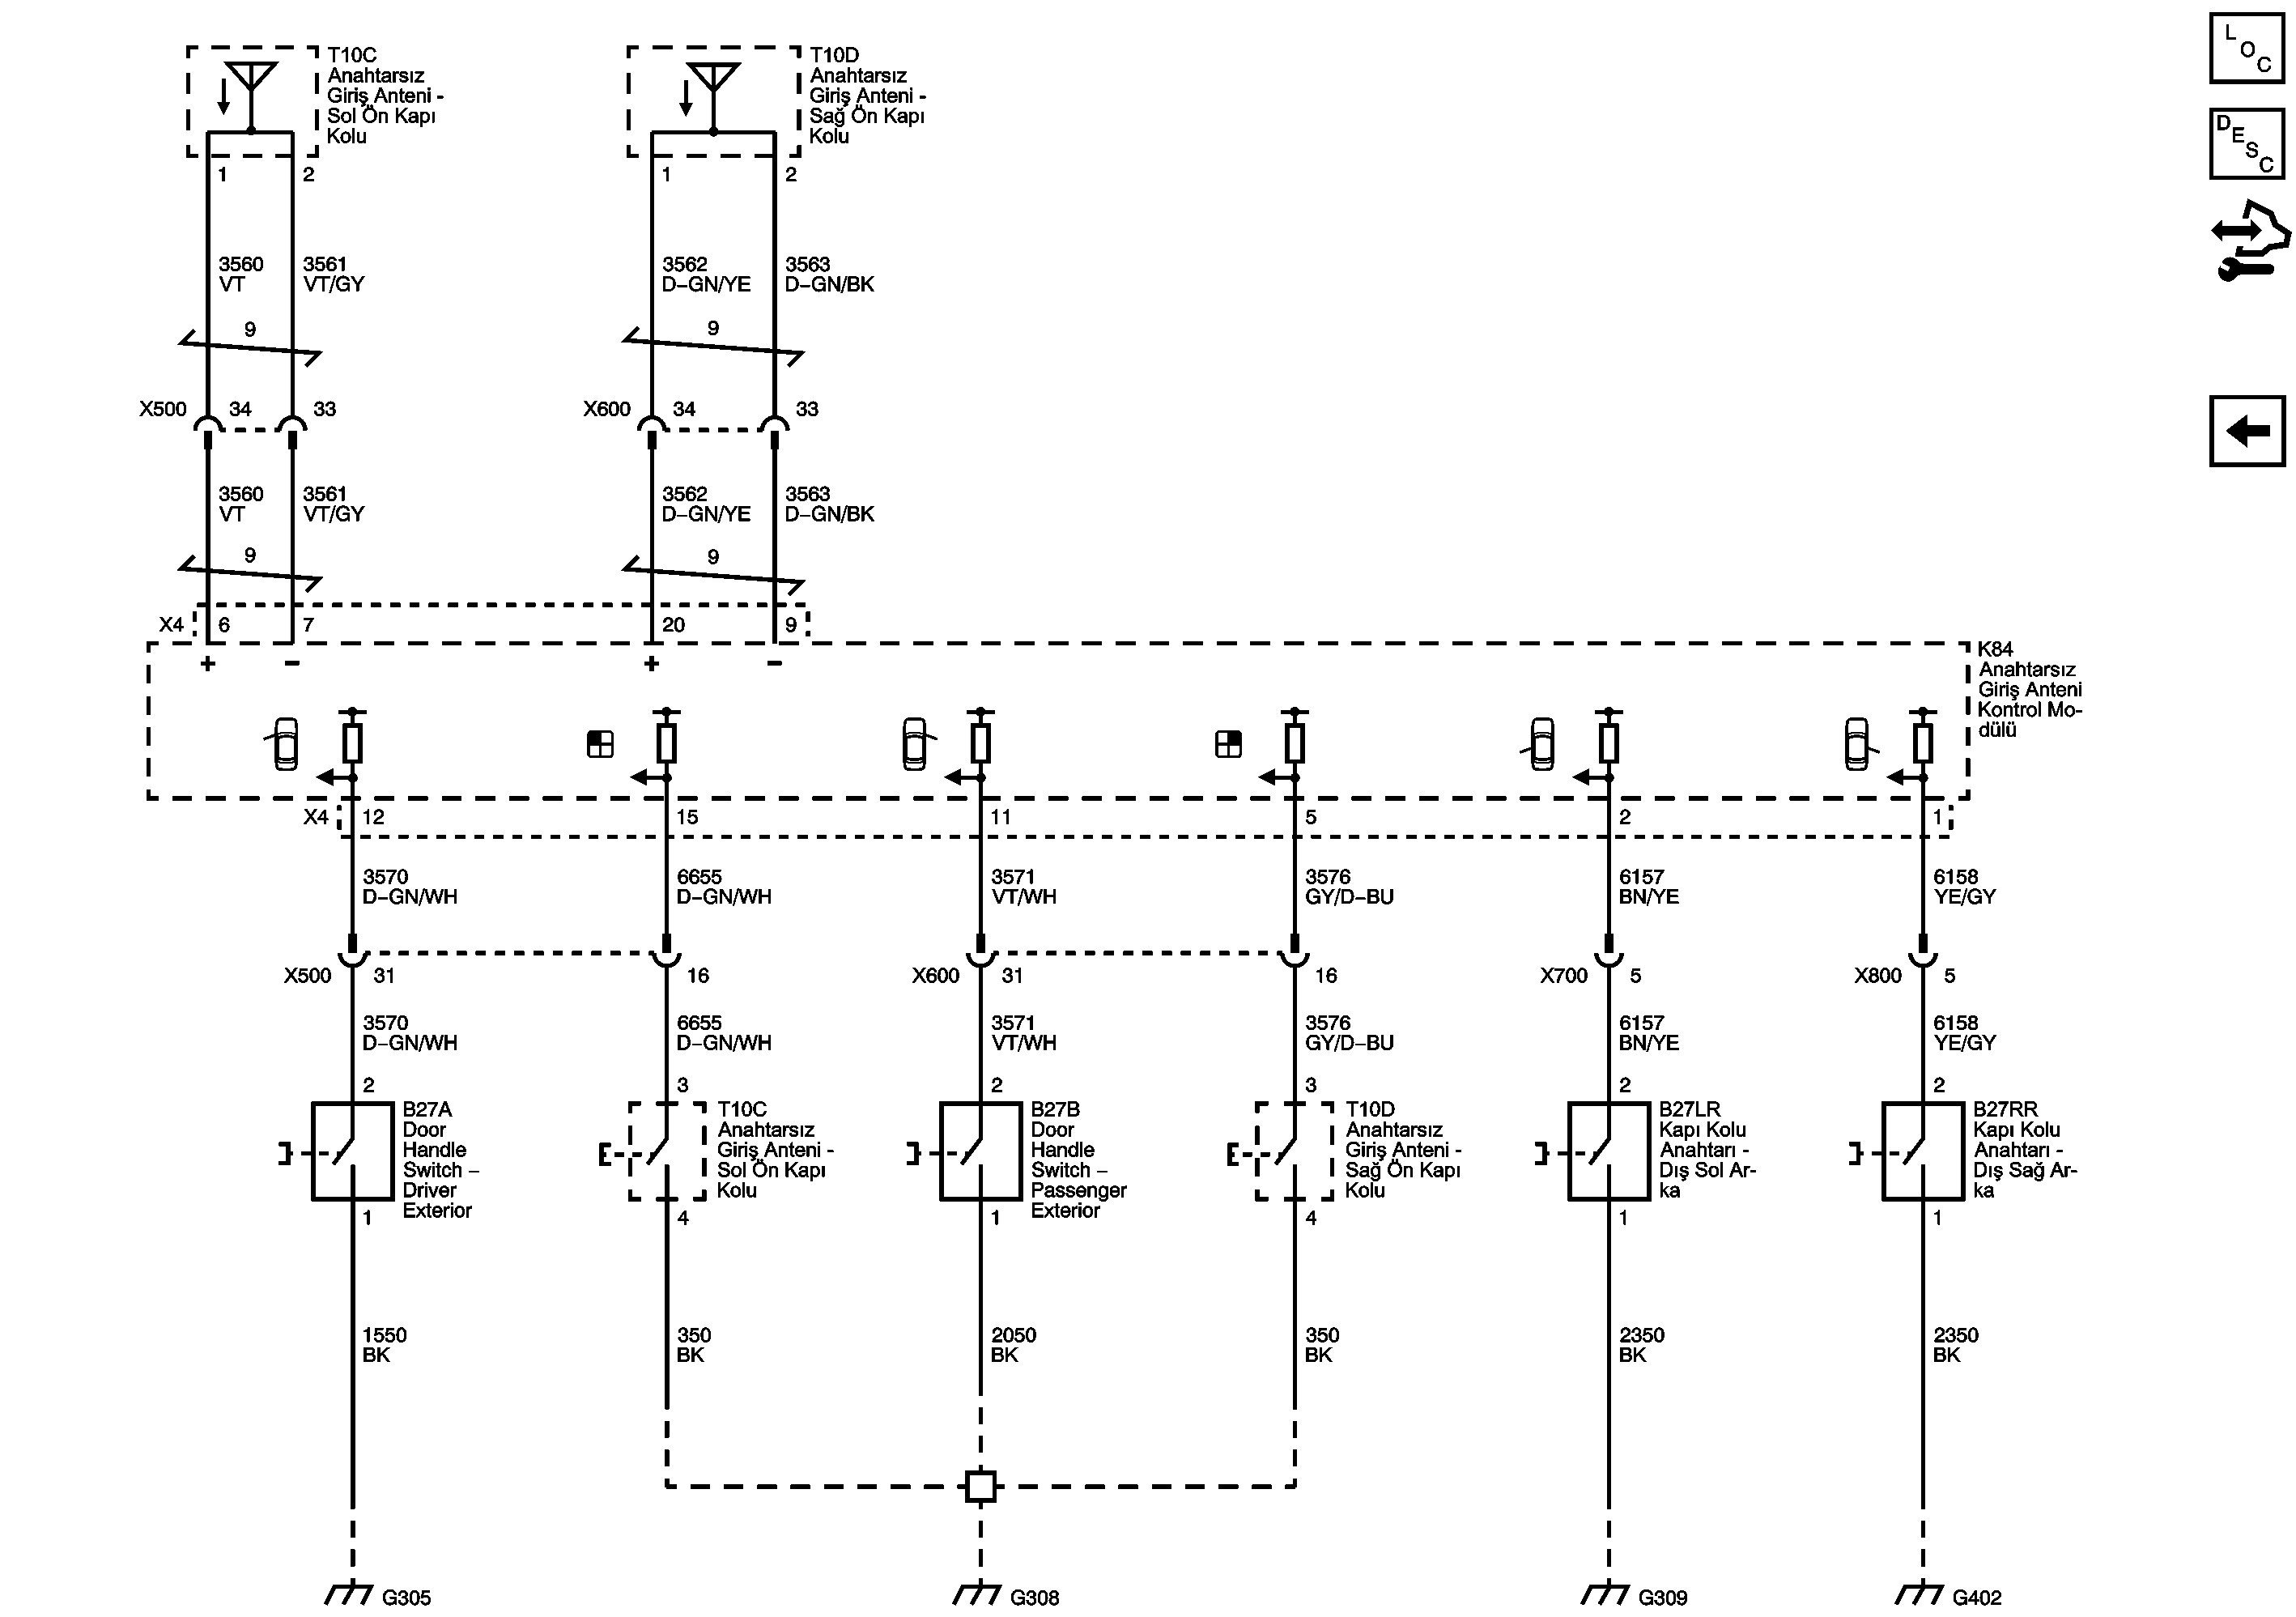 T10C
Anahtarsız
Giriş Anteni -
Sol Ön Kapı
Kolu
T10D
Anahtarsız
Giriş Anteni -
Sağ Ön Kapı
Kolu
L
O
C
D
E
S
C
1 2 1 2
3560 3561 3562 3563
VT VT/GY D–GN/YE D–GN/BK
9 9
X500 34 33 X600 34 33
3560 3561 3562 3563
VT VT/GY D–GN/YE D–GN/BK
9 9
X4 6 7 20 9
+ – + –
K84
Anahtarsız
Giriş Anteni
Kontrol Mo-
dülü
X4 12 15 11 5 2 1
3570 6655 3571 3576 6157 6158
D–GN/WH D–GN/WH VT/WH GY/D–BU BN/YE YE/GY
X500 31 16 X600 31 16 X700 5 X800 5
3570 6655 3571 3576 6157 6158
D–GN/WH D–GN/WH VT/WH GY/D–BU BN/YE YE/GY
2 3 2 3 2 2
B27A
Door
Handle
Switch –
Driver
Exterior
T10C
Anahtarsız
Giriş Anteni -
Sol Ön Kapı
Kolu
B27B
Door
Handle
Switch –
Passenger
Exterior
T10D
Anahtarsız
Giriş Anteni -
Sağ Ön Kapı
Kolu
B27LR
Kapı Kolu
Anahtarı -
Dış Sol Ar-
ka
B27RR
Kapı Kolu
Anahtarı -
Dış Sağ Ar-
ka
1 4 1 4 1 1
1550 350 2050 350 2350 2350
BK BK BK BK BK BK
G305 G308 G309 G402